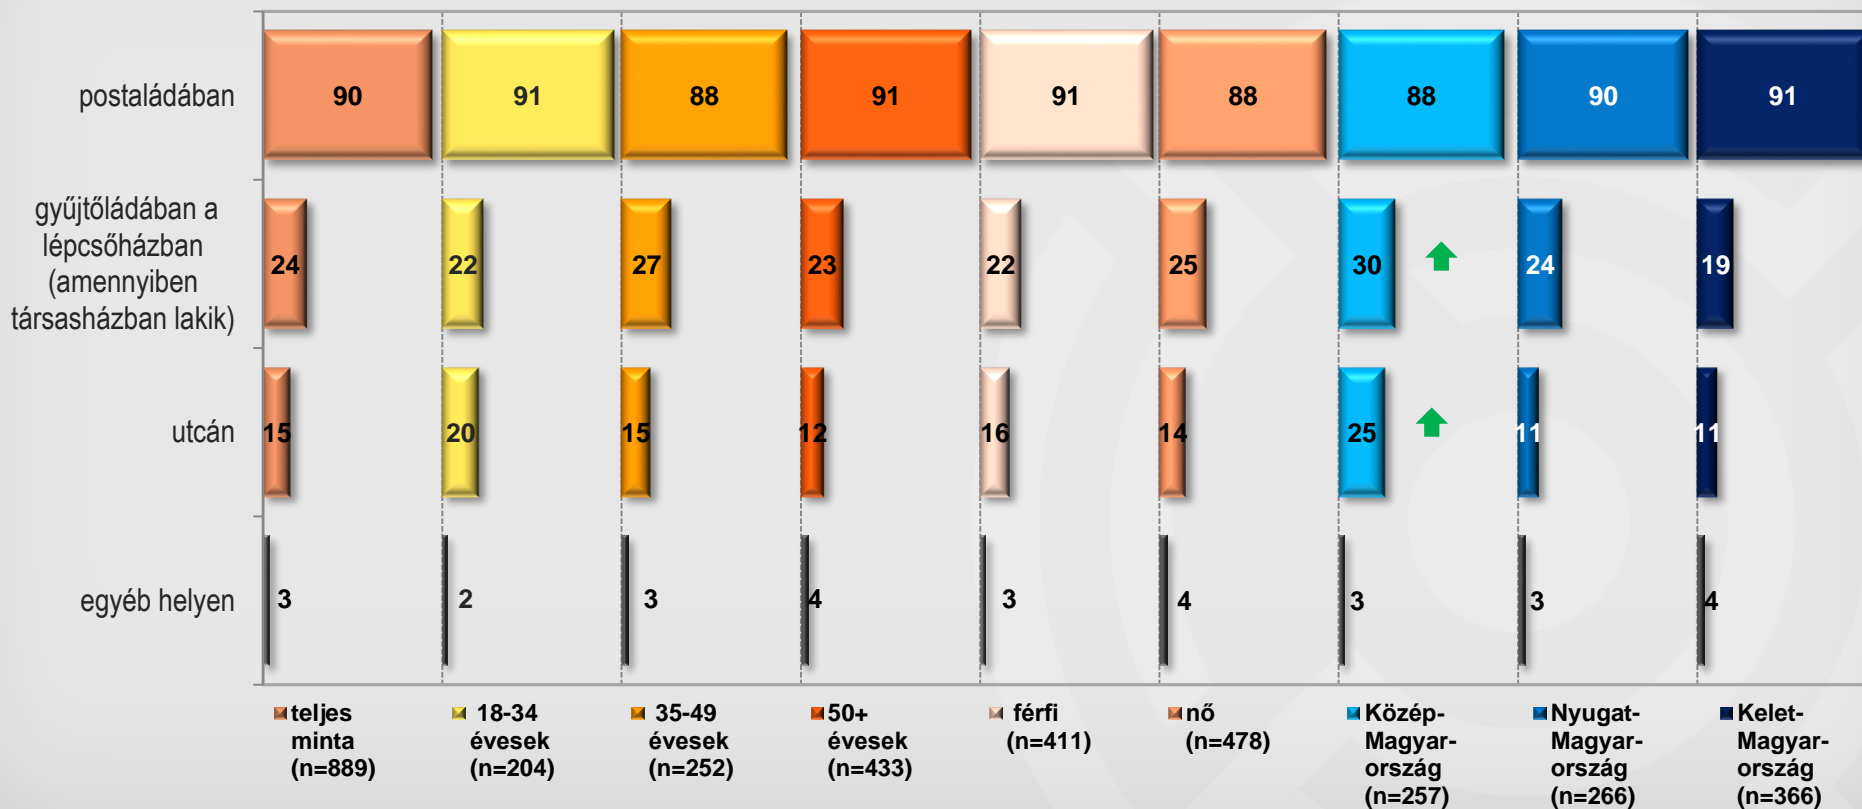 postaládában
90 91 88 91 91 88 88 90 91
gyűjtőládában a
lépcsőházban
(amennyiben
társasházban lakik)
24 22 27 23 22 25 30 24 19
utcán
15 20 15 12 16 14 25 11 11
egyéb helyen
3 2 3 4 3 4 3 3 4
teljes
minta
(n=889)
18-34
évesek
(n=204)
35-49
évesek
(n=252)
50+
évesek
(n=433)
férfi
(n=411)
nő
(n=478)
Közép-
Magyar-
ország
(n=257)
Nyugat-
Magyar-
ország
(n=266)
Kelet-
Magyar-
ország
(n=366)